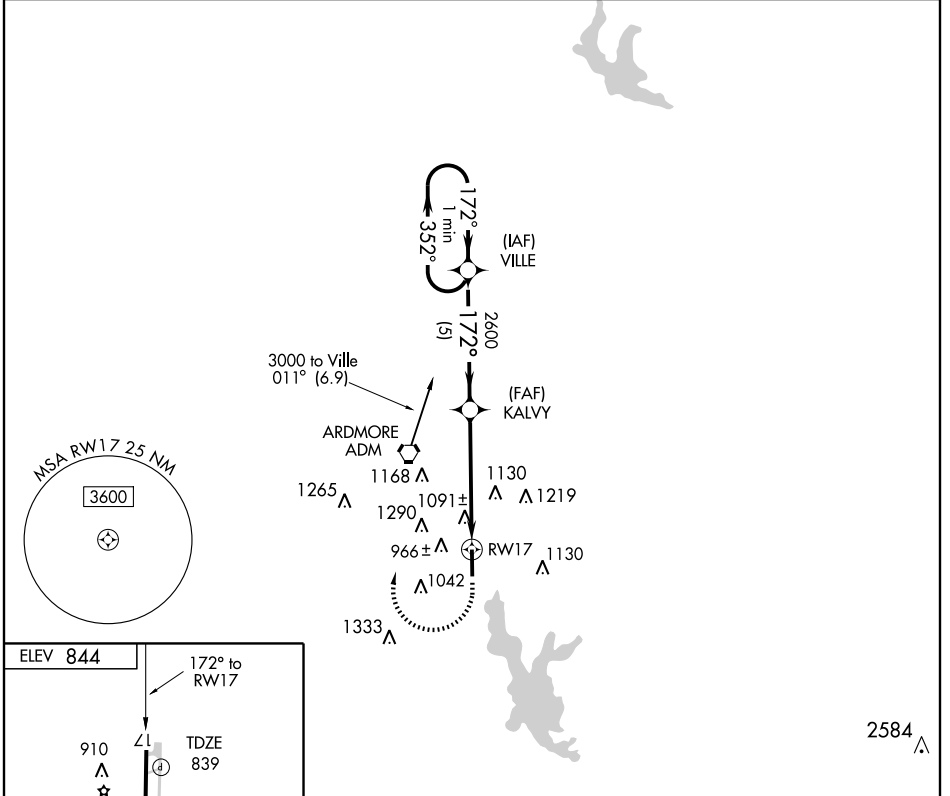 172°
1 min
352°
(IAF)
VILLE
2600
172°
(5)
3000 to Ville
011° (6.9)
(FAF)
KALVY
ARDMORE
ADM
MSA RW17 25 NM
3600
1168
1265
1130
1219
1091±
1290
966±
RW17
1130
1042
1333
ELEV 844
172° to
RW17
17
TDZE
839
910
P
2584